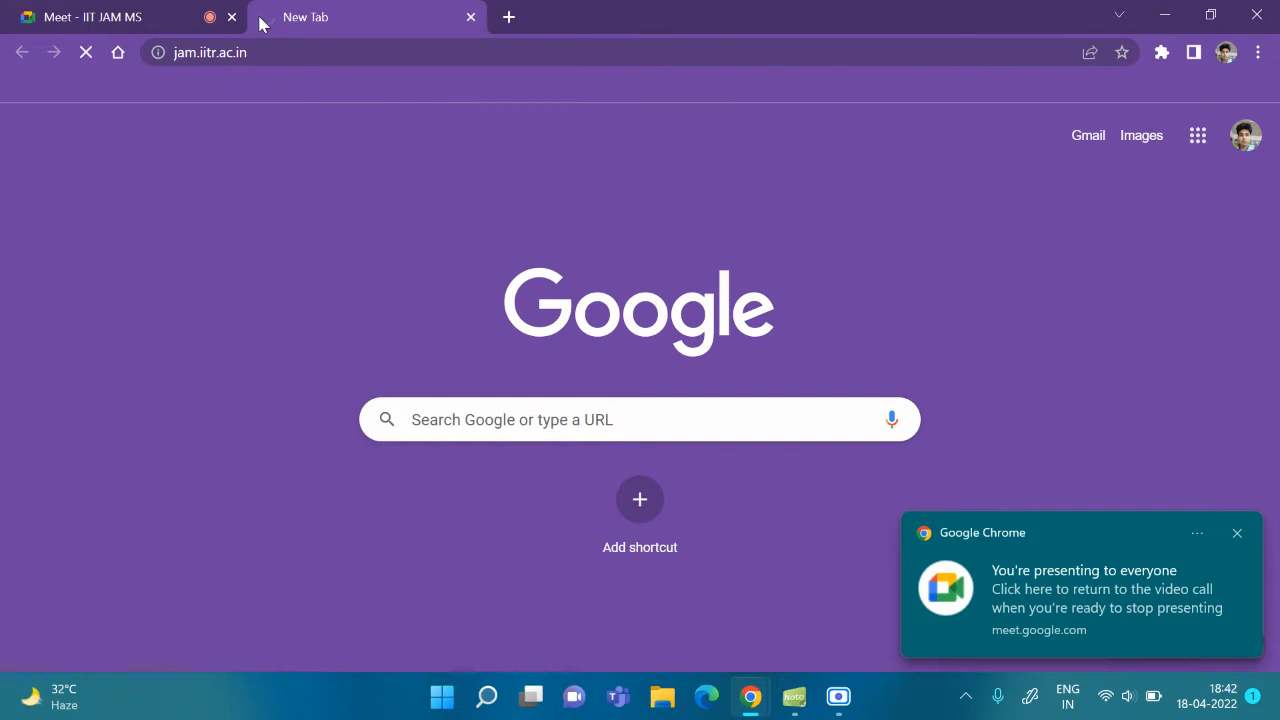 Meet - IIT JAM MS
New Tab
jam.iitr.ac.in
Gmail Images
Google
Search Google or type a URL
Add shortcut
Google Chrome
You're presenting to everyone
Click here to return to the video call
when you're ready to stop presenting
meet.google.com
32°C
Haze
Note
ENG
IN
18:42
18-04-2022
1